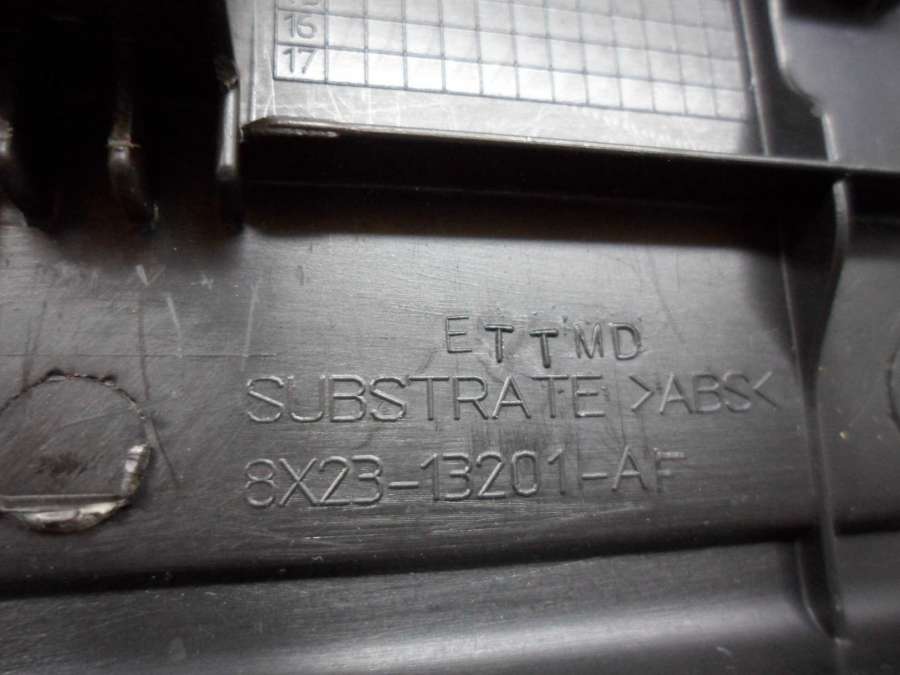 16
17
ETTMD
SUBSTRATE >ABS<
8X23-13201-AF